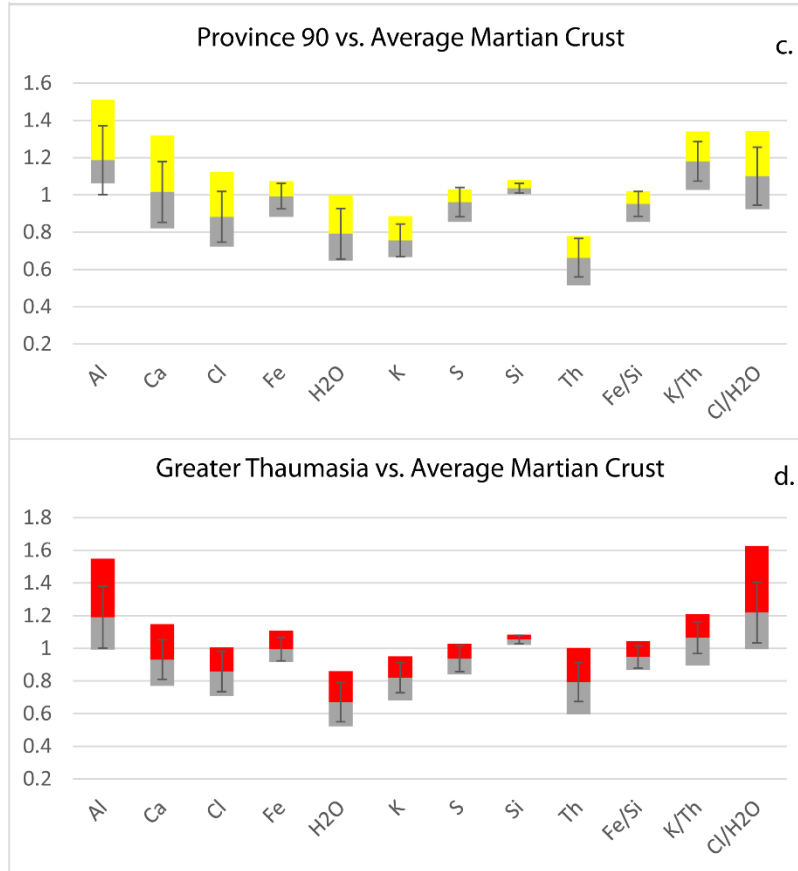 Province 90 vs. Average Martian Crust
c.
1.6
1.4
1.2
1
0.8
0.6
0.4
0.2
Al Ca Cl Fe H2O K S Si Th Fe/Si K/Th Cl/H2O
Greater Thaumasia vs. Average Martian Crust
d.
1.8
1.6
1.4
1.2
1
0.8
0.6
0.4
0.2
Al Ca Cl Fe H2O K S Si Th Fe/Si K/Th Cl/H2O